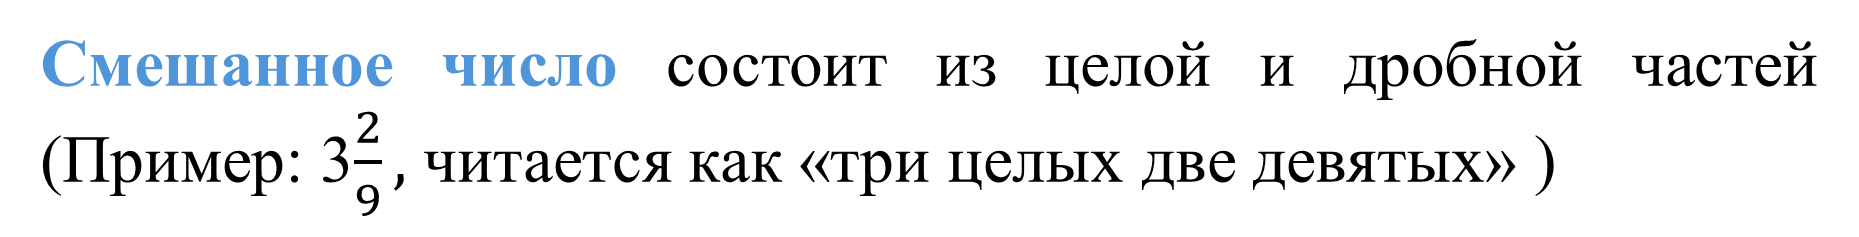 Смешанное число состоит из целой и дробной частей
(Пример: 3 2/9, читается как «три целых две девятых» )